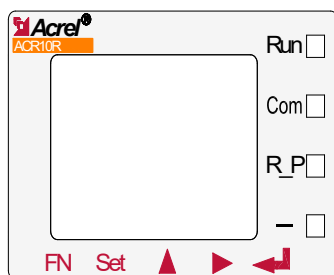 Acrel®
ACR10R
Run
Com
R_P
–
FN Set